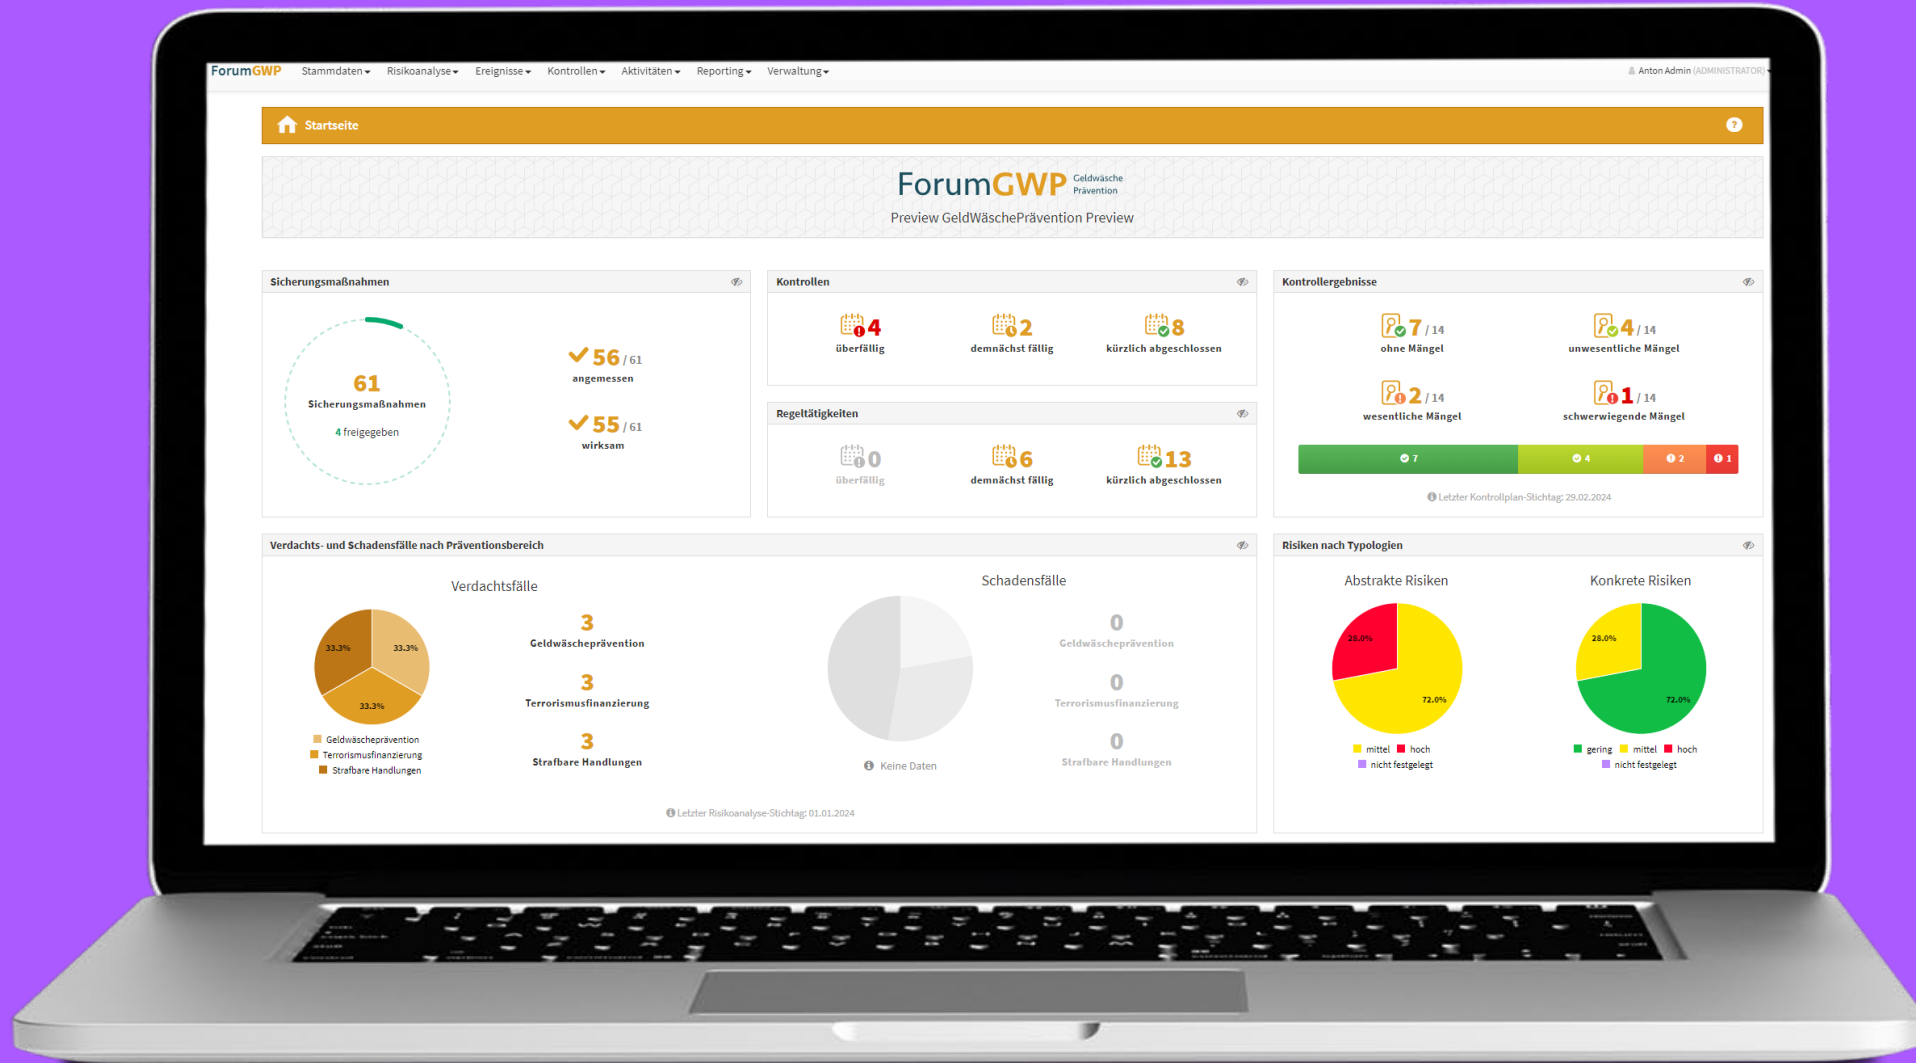 ForumGWP Stammdaten Risikoanalyse Ereignisse Kontrollen Aktivitäten Reporting Verwaltung Anton Admin (ADMINISTRATOR)
Startseite ?
ForumGWP Geldwäsche
Prävention
Preview GeldWäschePrävention Preview
Sicherungsmaßnahmen
61
Sicherungsmaßnahmen
4 freigegeben
56 / 61
angemessen
55 / 61
wirksam
Kontrollen
4
überfällig
2
demnächst fällig
8
kürzlich abgeschlossen
Regeltätigkeiten
0
überfällig
6
demnächst fällig
13
kürzlich abgeschlossen
Kontrollergebnisse
7 / 14
ohne Mängel
4 / 14
unwesentliche Mängel
2 / 14
wesentliche Mängel
1 / 14
schwerwiegende Mängel
7 4 2 1
Letzter Kontrollplan-Stichtag: 29.02.2024
Verdachts- und Schadensfälle nach Präventionsbereich
Verdachtsfälle
33.3% 33.3%
33.3%
Geldwäscheprävention
Terrorismusfinanzierung
Strafbare Handlungen
3
Geldwäscheprävention
3
Terrorismusfinanzierung
3
Strafbare Handlungen
Schadensfälle
Keine Daten
0
Geldwäscheprävention
0
Terrorismusfinanzierung
0
Strafbare Handlungen
Letzter Risikoanalyse-Stichtag: 01.01.2024
Risiken nach Typologien
Abstrakte Risiken
28.0%
72.0%
mittel hoch
nicht festgelegt
Konkrete Risiken
28.0%
72.0%
gering mittel hoch
nicht festgelegt